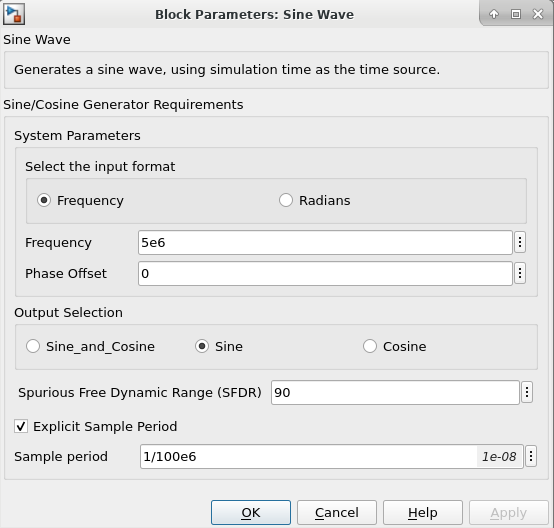 Block Parameters: Sine Wave
Sine Wave
Generates a sine wave, using simulation time as the time source.
Sine/Cosine Generator Requirements
System Parameters
Select the input format
Frequency Radians
Frequency 5e6
Phase Offset 0
Output Selection
Sine_and_Cosine Sine Cosine
Spurious Free Dynamic Range (SFDR) 90
Explicit Sample Period
Sample period 1/100e6 1e-08
OK Cancel Help Apply